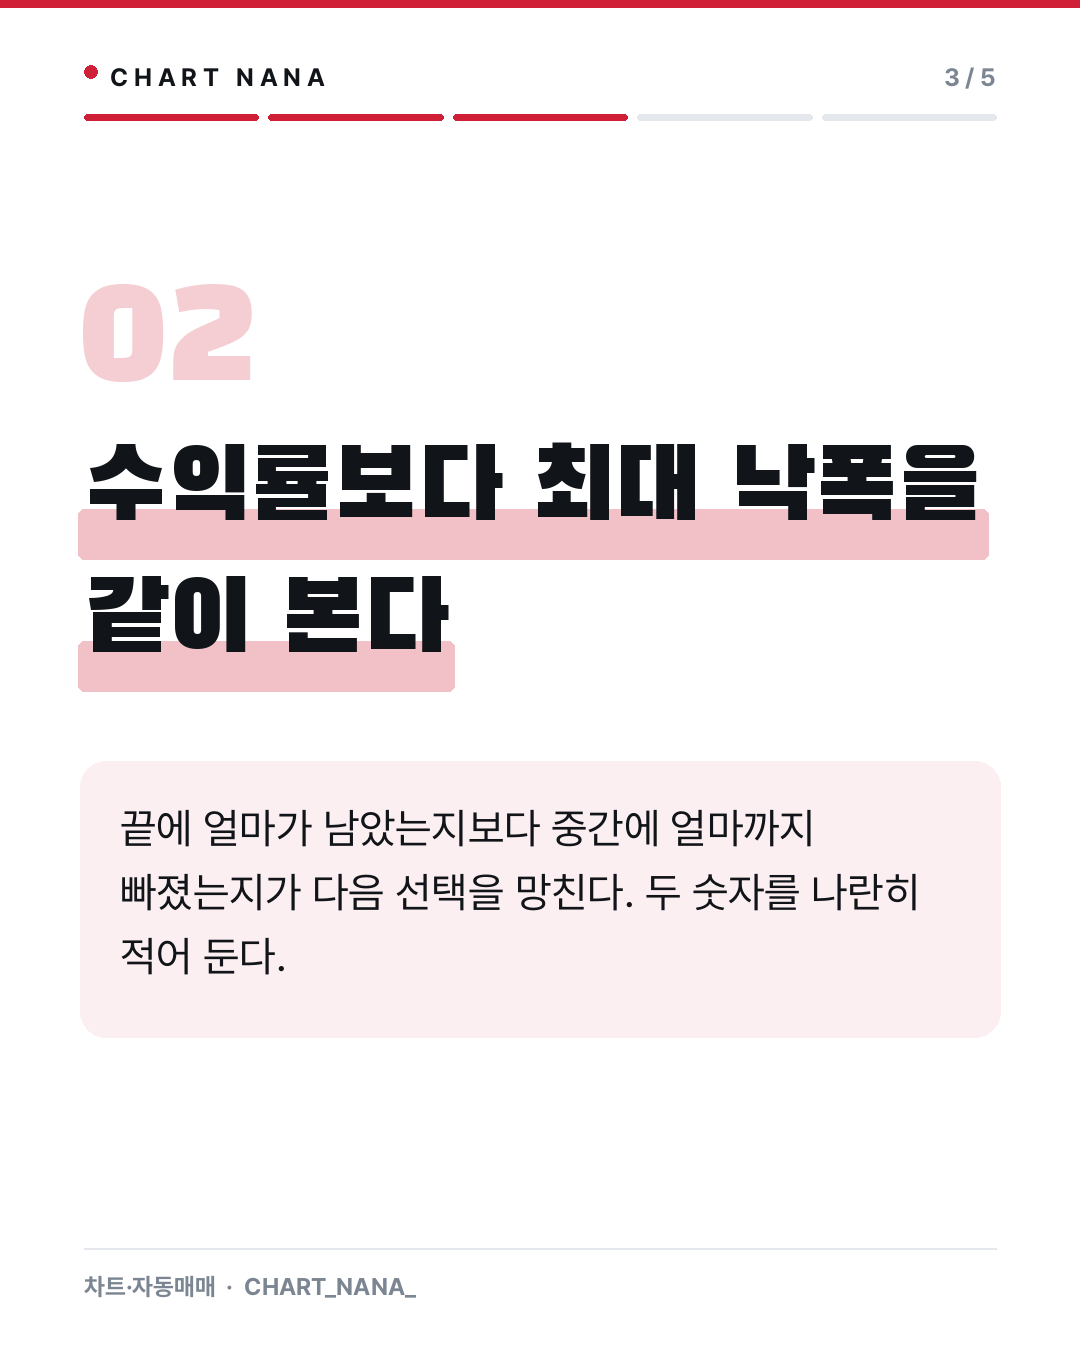 CHART NANA
3/5
02
수익률보다 최대 낙폭을
같이 본다
끝에 얼마가 남았는지보다 중간에 얼마까지
빠졌는지가 다음 선택을 망친다. 두 숫자를 나란히
적어 둔다.
차트·자동매매 · CHART_NANA_